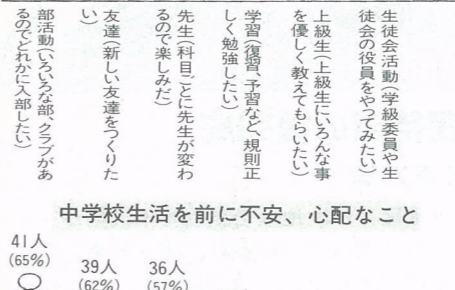 生徒会活動(学級委員や生
徒会の役員をやってみたい)
上級生(上級生にいろんな事
を優しく教えてもらいたい)
学習(復習、予習など、規則正
しく勉強したい)
先生(科目ごとに先生が変わ
るので楽しみだ)
友達(新しい友達をつくりた
い)
部活動(いろいろな部、クラブがあ
るのでどれかに入部したい)
中学校生活を前に不安、心配なこと
41人
(65%)
39人
(62%)
36人
(57%)